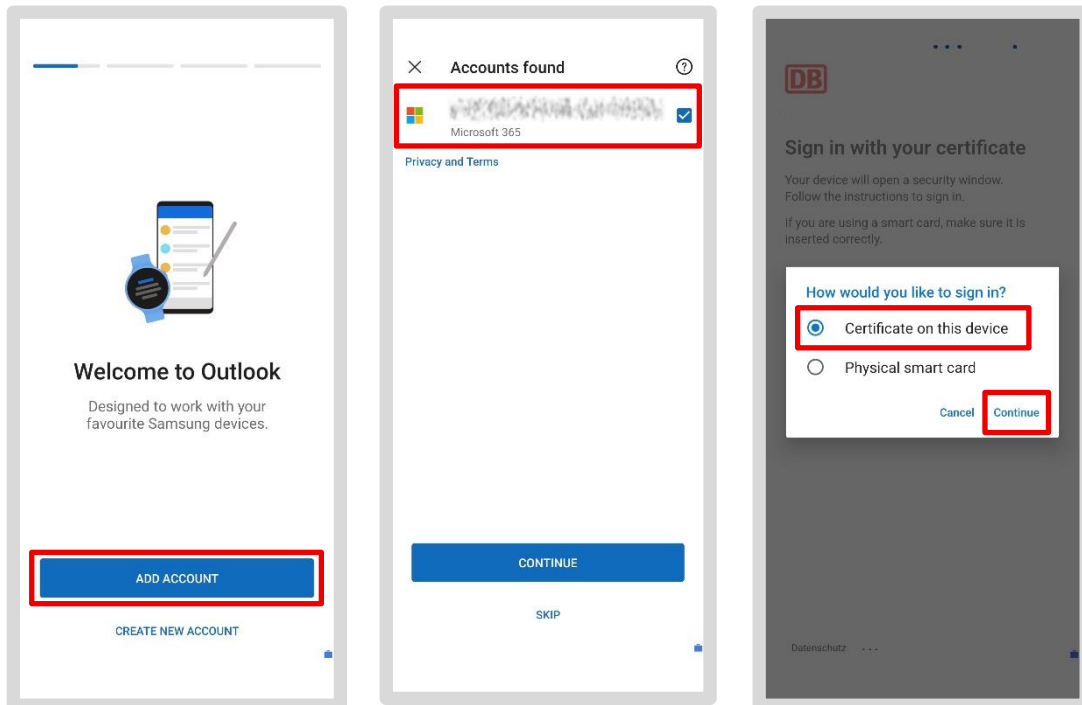 Welcome to Outlook
Designed to work with your
favourite Samsung devices.
ADD ACCOUNT
CREATE NEW ACCOUNT
Accounts found
Microsoft 365
Privacy and Terms
CONTINUE
SKIP
DB
Sign in with your certificate
Your device will open a security window.
Follow the instructions to sign in.
If you are using a smart card, make sure it is
inserted correctly.
How would you like to sign in?
Certificate on this device
Physical smart card
Cancel Continue
Datenschutz ...